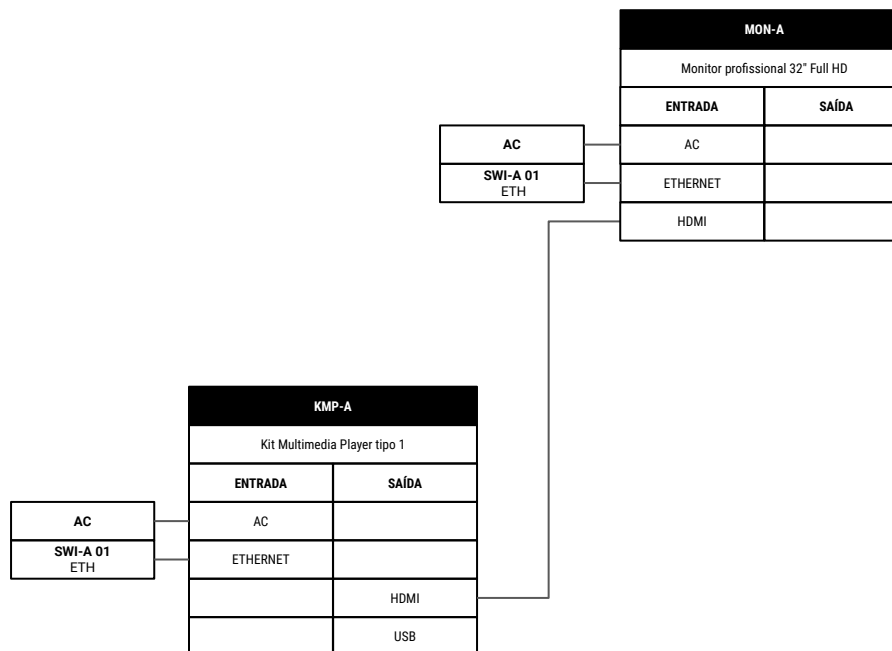 MON-A
Monitor profissional 32" Full HD
ENTRADA SAÍDA
AC AC
SWI-A 01
ETH
ETHERNET
HDMI
KMP-A
Kit Multimedia Player tipo 1
ENTRADA SAÍDA
AC AC
SWI-A 01
ETH
ETHERNET
HDMI
USB